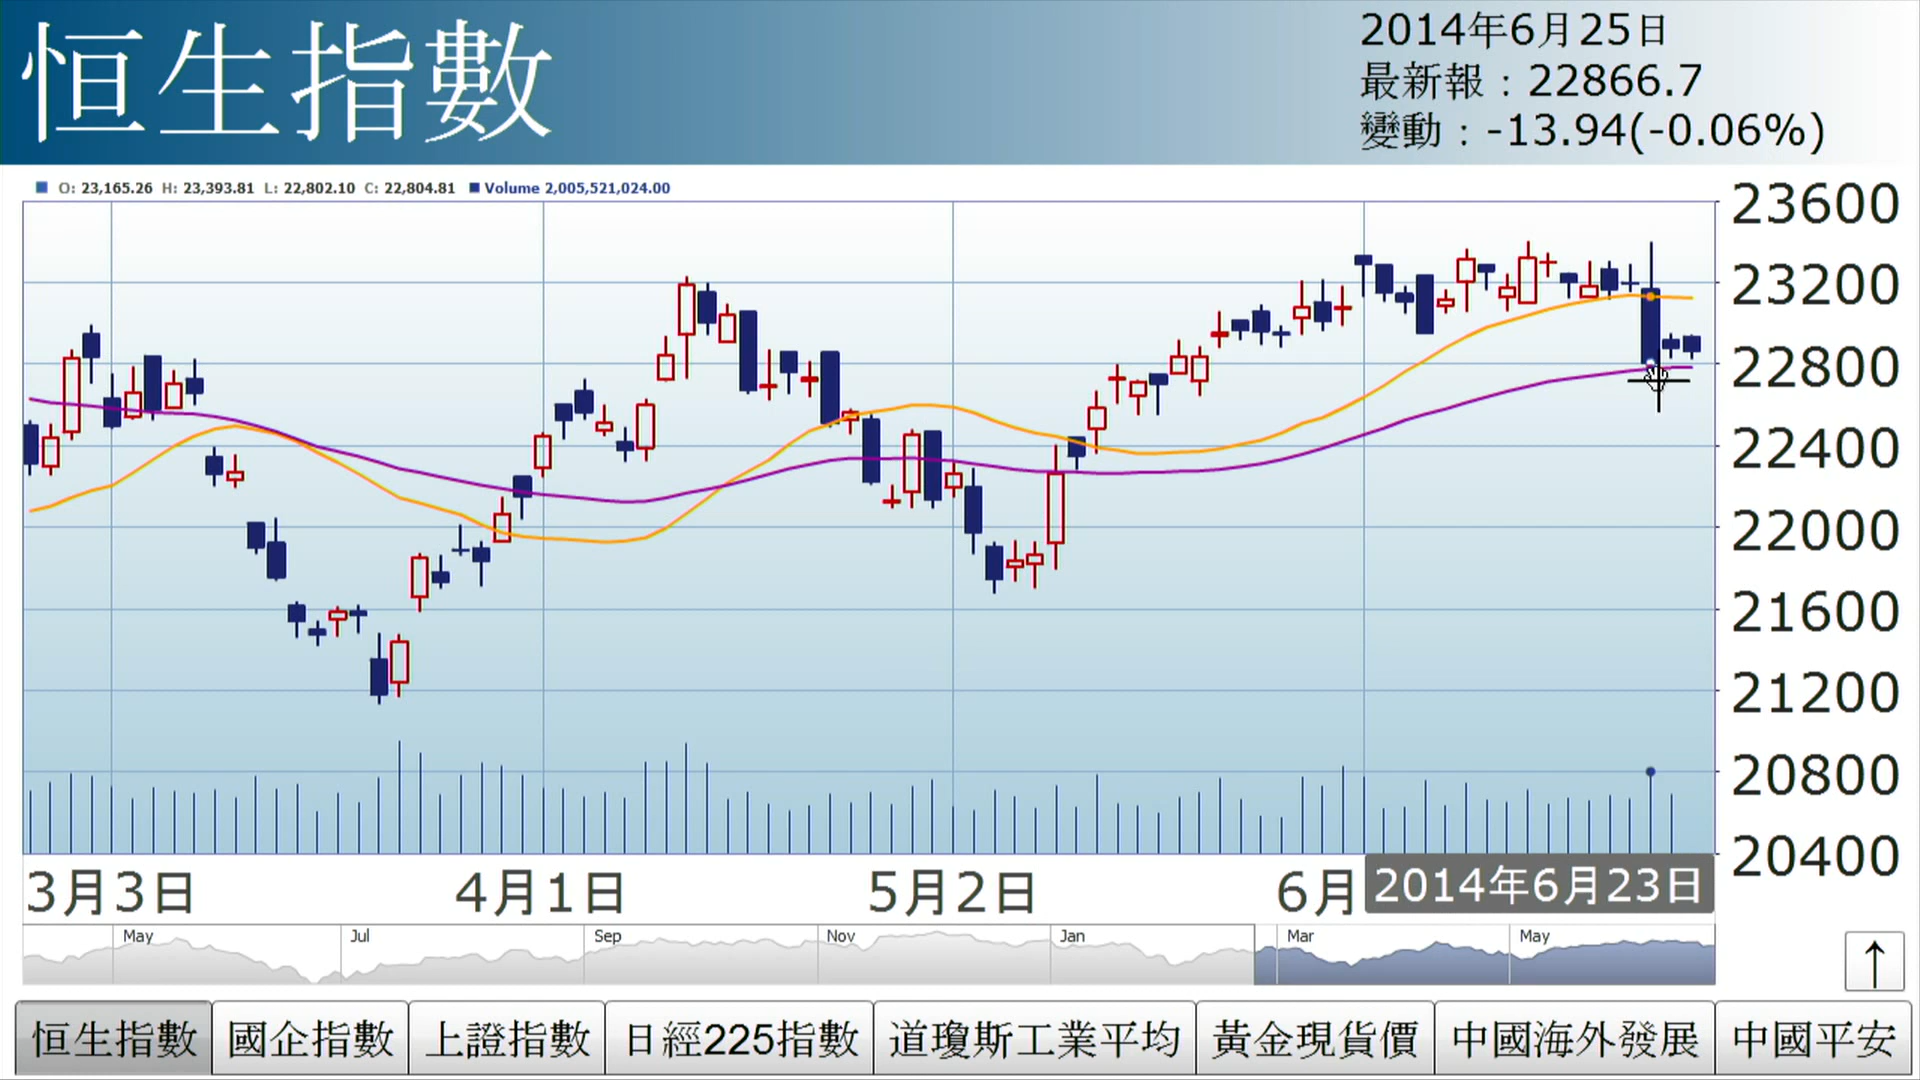 恒生指數
2014年6月25日
最新報：22866.7
變動：-13.94(-0.06%)
O: 23,165.26 H: 23,393.81 L: 22,802.10 C: 22,804.81 Volume 2,005,521,024.00
23600
23200
22800
22400
22000
21600
21200
20800
20400
3月3日 4月1日 5月2日 6月 2014年6月23日
May Jul Sep Nov Jan Mar May
↑
恒生指數 國企指數 上證指數 日經225指數 道瓊斯工業平均 黃金現貨價 中國海外發展 中國平安